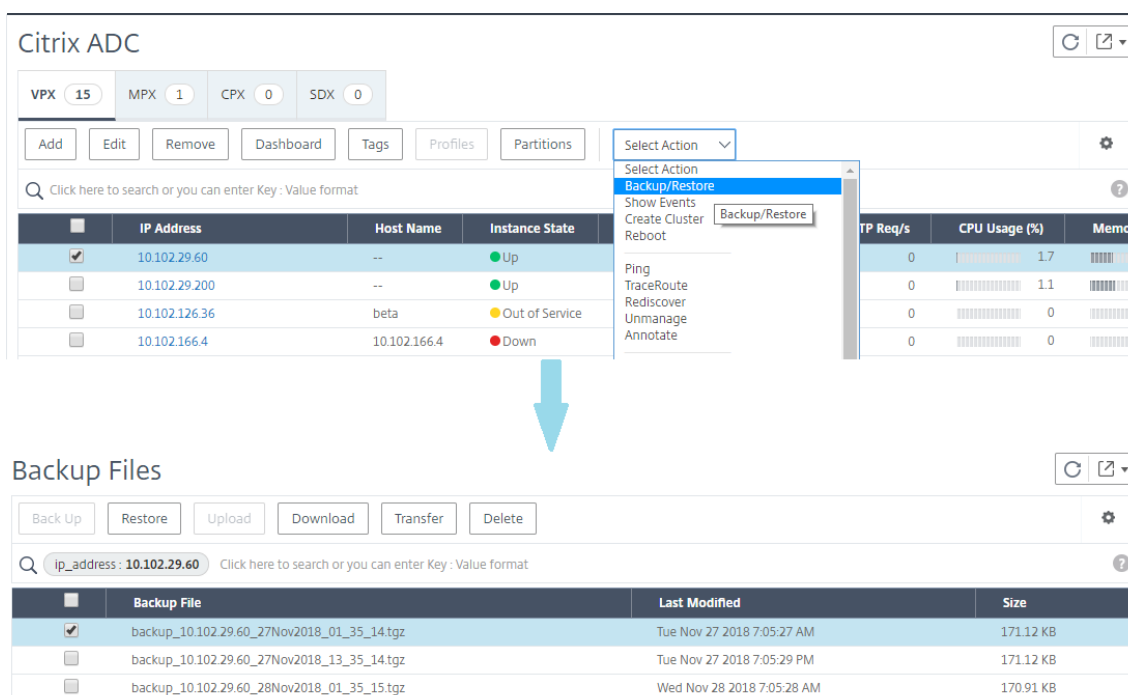 Citrix ADC
VPX 15 MPX 1 CPX 0 SDX 0
Add Edit Remove Dashboard Tags Profiles Partitions Select Action
Select Action
Click here to search or you can enter Key : Value format Backup/Restore ?
Show Events
Create Cluster Backup/Restore
Reboot
IP Address Host Name Instance State TP Req/s CPU Usage (%) Memo
10.102.29.60 -- Up 0 1.7
Ping
10.102.29.200 -- Up TraceRoute 0 1.1
Rediscover
10.102.126.36 beta Out of Service Unmanage 0 0
10.102.166.4 10.102.166.4 Down Annotate 0 0
Backup Files
Back Up Restore Upload Download Transfer Delete
ip_address : 10.102.29.60 Click here to search or you can enter Key : Value format ?
Backup File Last Modified Size
backup_10.102.29.60_27Nov2018_01_35_14.tgz Tue Nov 27 2018 7:05:27 AM 171.12 KB
backup_10.102.29.60_27Nov2018_13_35_14.tgz Tue Nov 27 2018 7:05:29 PM 171.12 KB
backup_10.102.29.60_28Nov2018_01_35_15.tgz Wed Nov 28 2018 7:05:28 AM 170.91 KB